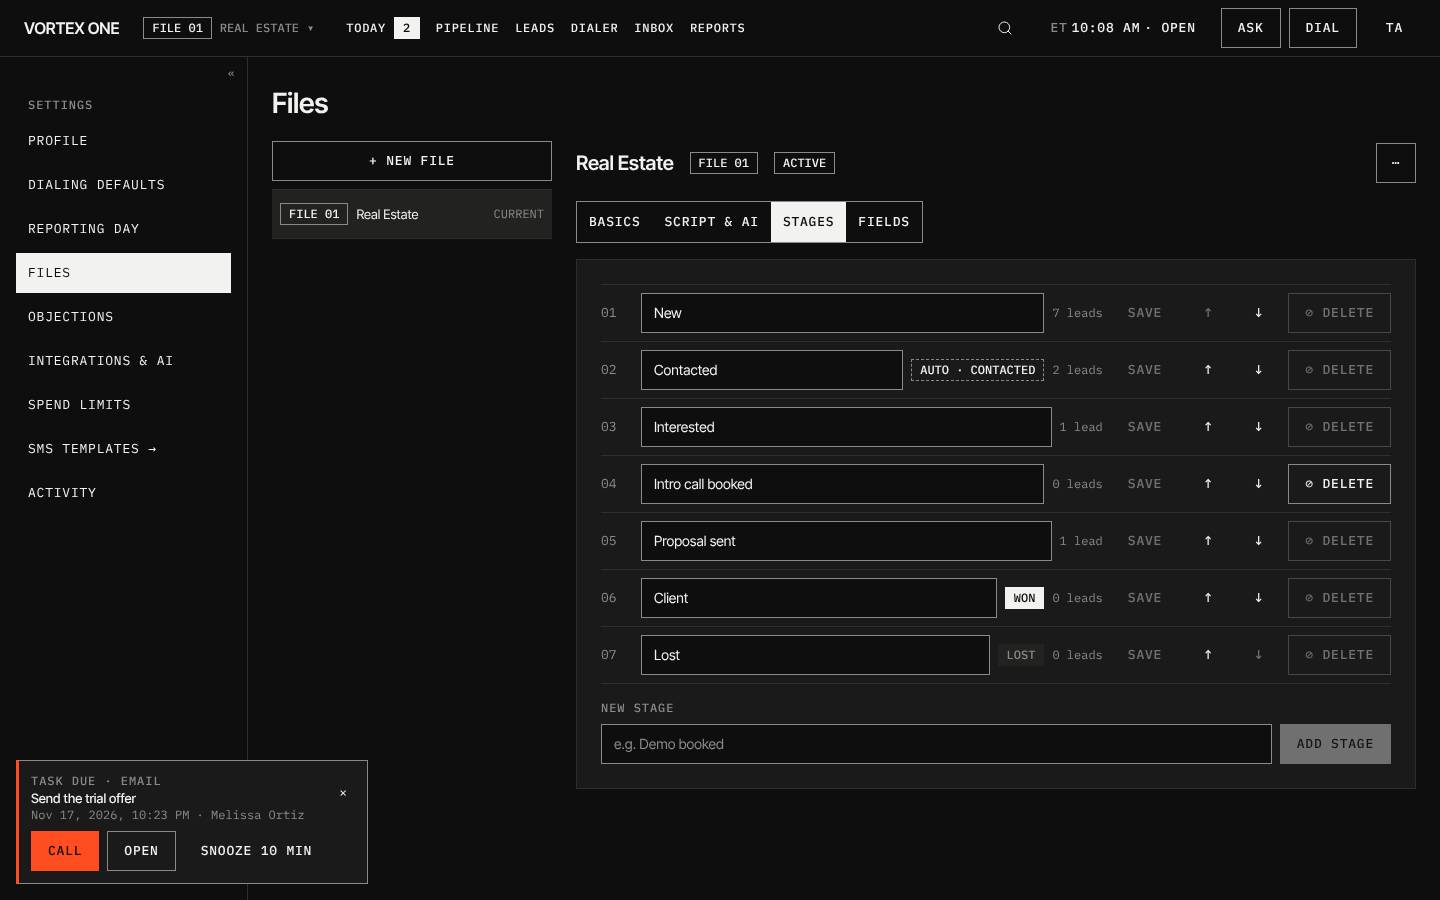 VORTEX ONE FILE 01 REAL ESTATE ▾ TODAY 2 PIPELINE LEADS DIALER INBOX REPORTS ET 10:08 AM · OPEN ASK DIAL TA
«
SETTINGS
PROFILE
DIALING DEFAULTS
REPORTING DAY
FILES
OBJECTIONS
INTEGRATIONS & AI
SPEND LIMITS
SMS TEMPLATES →
ACTIVITY
Files
+ NEW FILE
FILE 01 Real Estate CURRENT
Real Estate FILE 01 ACTIVE ⋯
BASICS SCRIPT & AI STAGES FIELDS
01 New 7 leads SAVE ↑ ↓ ⊘ DELETE
02 Contacted AUTO · CONTACTED 2 leads SAVE ↑ ↓ ⊘ DELETE
03 Interested 1 lead SAVE ↑ ↓ ⊘ DELETE
04 Intro call booked 0 leads SAVE ↑ ↓ ⊘ DELETE
05 Proposal sent 1 lead SAVE ↑ ↓ ⊘ DELETE
06 Client WON 0 leads SAVE ↑ ↓ ⊘ DELETE
07 Lost LOST 0 leads SAVE ↑ ↓ ⊘ DELETE
NEW STAGE
e.g. Demo booked ADD STAGE
TASK DUE · EMAIL
Send the trial offer ×
Nov 17, 2026, 10:23 PM · Melissa Ortiz
CALL OPEN SNOOZE 10 MIN